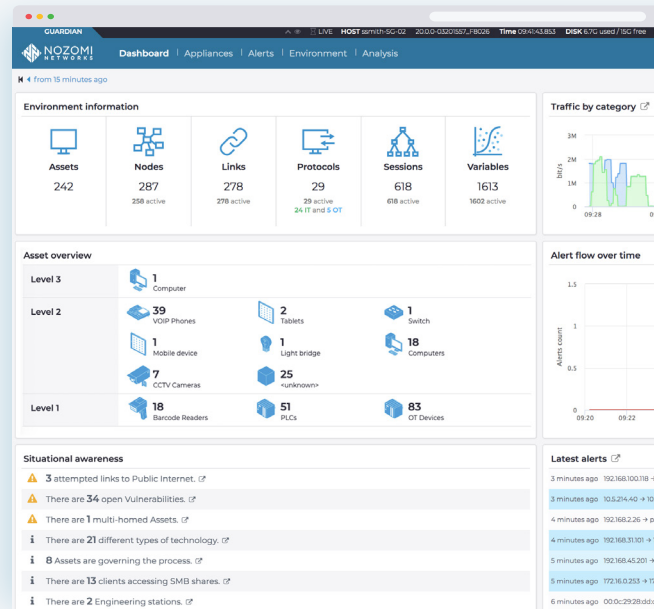 GUARDIAN
LIVE HOST ssmith-SG-02 20.0.0-03201557_F8026 Time 09:41:43.853 DISK 6.7G used / 15G free
NOZOMI
NETWORKS
Dashboard | Appliances | Alerts | Environment | Analysis
from 15 minutes ago
Environment information
Assets
242
Nodes
287
258 active
Links
278
278 active
Protocols
29
29 active
24 IT and 5 OT
Sessions
618
618 active
Variables
1613
1602 active
Traffic by category
bit/s
3M
2M
1M
0
09:28
Asset overview
Level 3
1
Computer
Level 2
39
VOIP Phones
2
Tablets
1
Switch
1
Mobile device
1
Light bridge
18
Computers
7
CCTV Cameras
25
<unknown>
Level 1
18
Barcode Readers
51
PLCs
83
OT Devices
Alert flow over time
Alerts count
1.5
1
0.5
0
09:20 09:22
Situational awareness
3 attempted links to Public Internet.
There are 34 open Vulnerabilities.
There are 1 multi-homed Assets.
There are 21 different types of technology.
8 Assets are governing the process.
There are 13 clients accessing SMB shares.
There are 2 Engineering stations.
Latest alerts
3 minutes ago 192.168.100.118 →
3 minutes ago 10.5.214.40 → 10
4 minutes ago 192.168.2.26 → p
4 minutes ago 192.168.31.101 →
5 minutes ago 192.168.45.201 →
5 minutes ago 172.16.0.253 → 17
6 minutes ago 00:0c:29:28:dd: